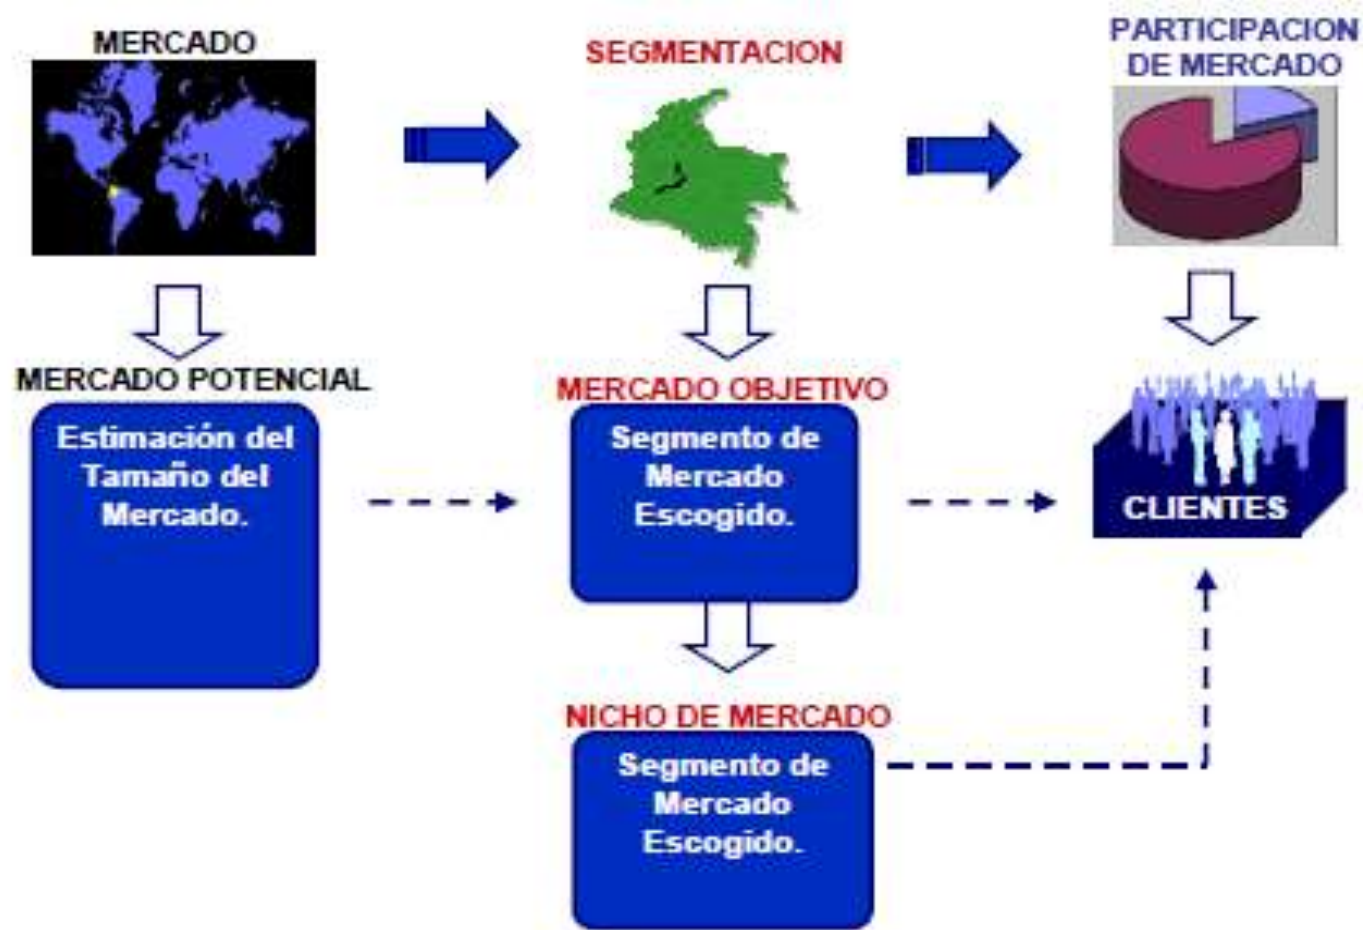 MERCADO
SEGMENTACION
PARTICIPACION
DE MERCADO
MERCADO POTENCIAL
Estimación del
Tamaño del
Mercado.
MERCADO OBJETIVO
Segmento de
Mercado
Escogido.
CLIENTES
NICHO DE MERCADO
Segmento de
Mercado
Escogido.